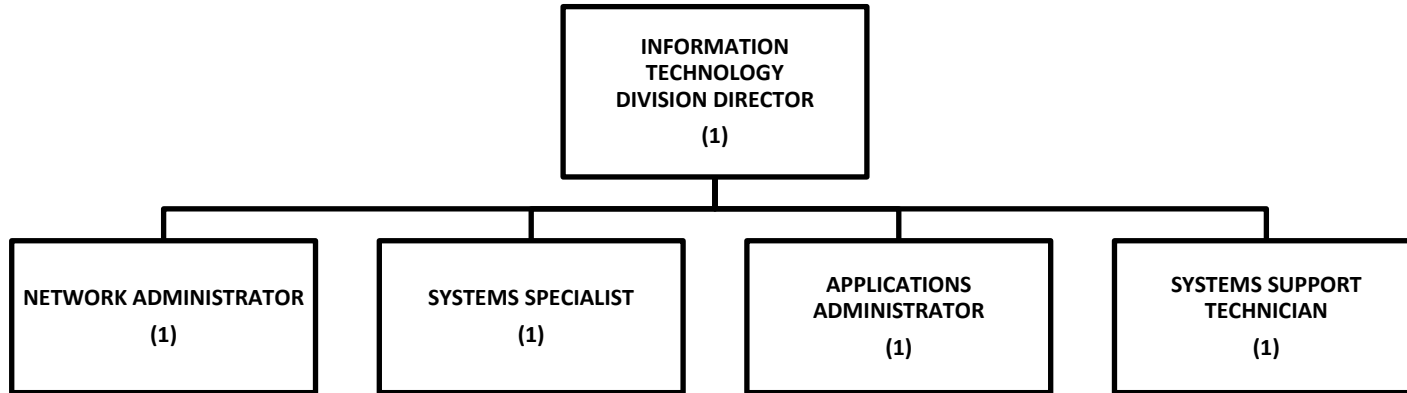 INFORMATION
TECHNOLOGY
DIVISION DIRECTOR
(1)
NETWORK ADMINISTRATOR
(1)
SYSTEMS SPECIALIST
(1)
APPLICATIONS
ADMINISTRATOR
(1)
SYSTEMS SUPPORT
TECHNICIAN
(1)